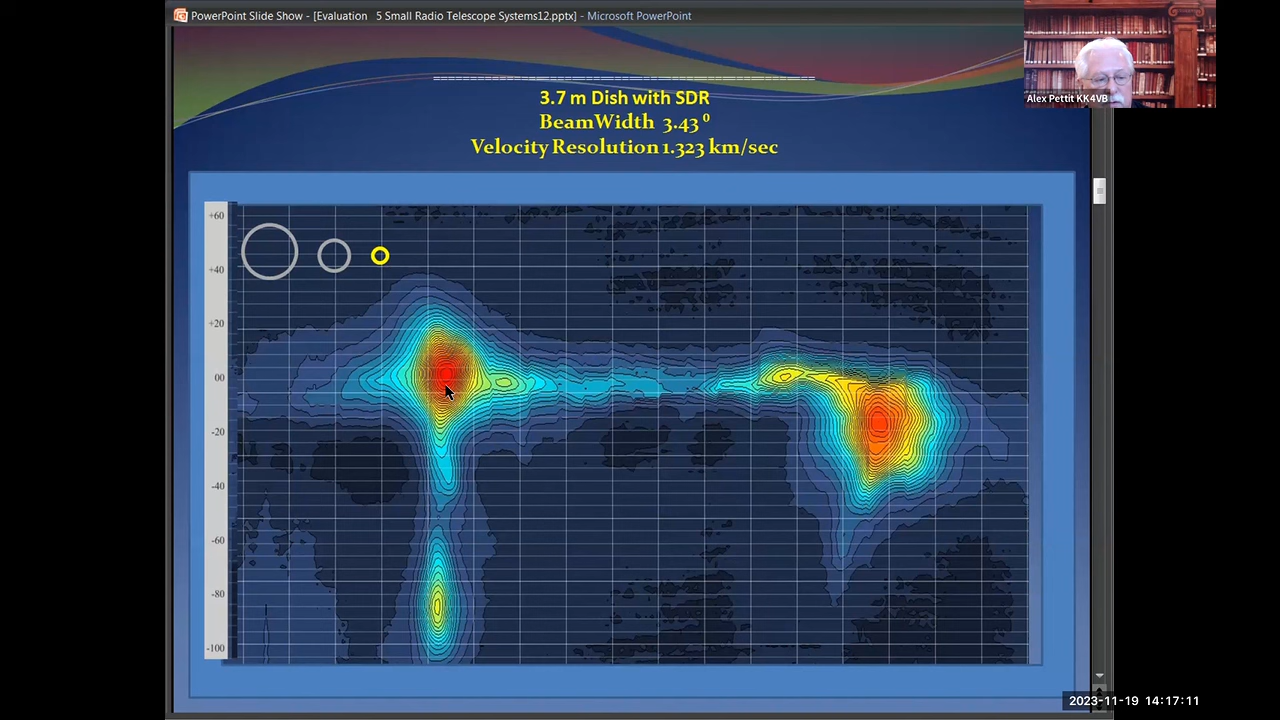 PowerPoint Slide Show - [Evaluation   5 Small Radio Telescope Systems12.pptx] - Microsoft PowerPoint
Alex Pettit KK4VB
3.7 m Dish with SDR
BeamWidth 3.43⁰
Velocity Resolution 1.323 km/sec
+60
+40
+20
00
-20
-40
-60
-80
-100
2023-11-19 14:17:11